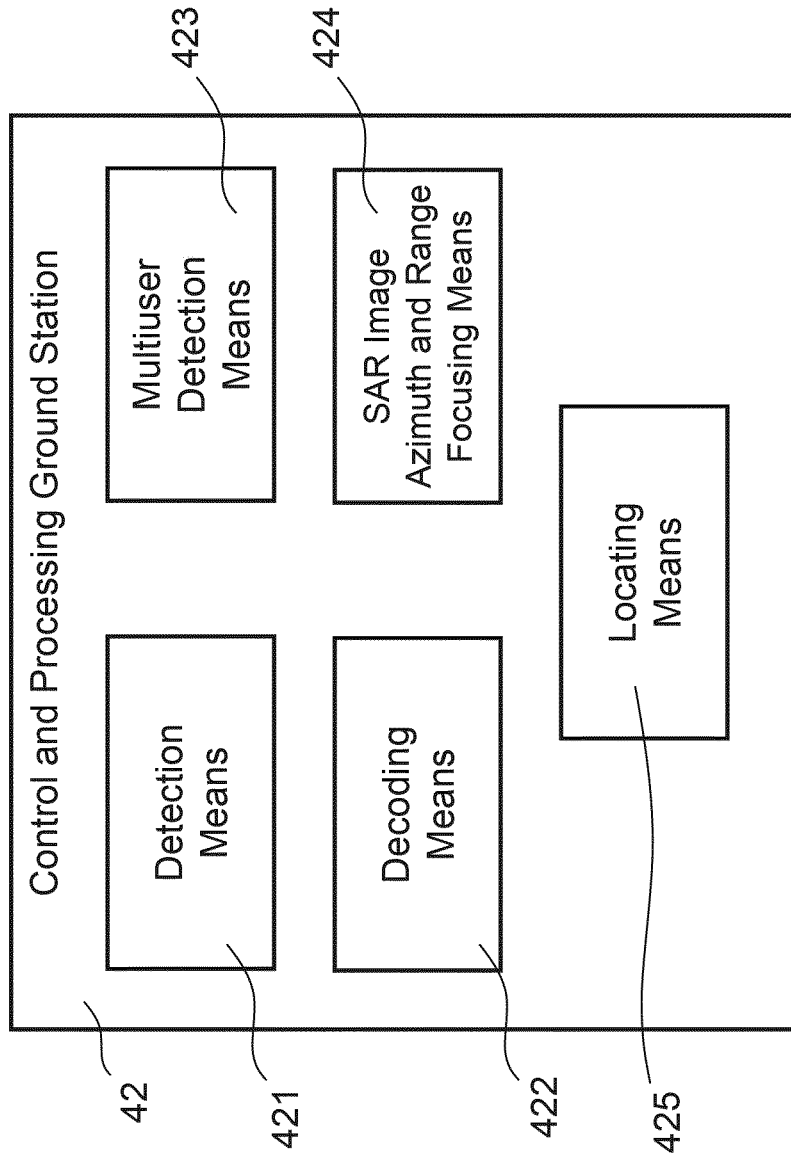 Control and Processing Ground Station
42
Detection
Means
421
Multiuser
Detection
Means
423
Decoding
Means
422
SAR Image
Azimuth and Range
Focusing Means
424
Locating
Means
425